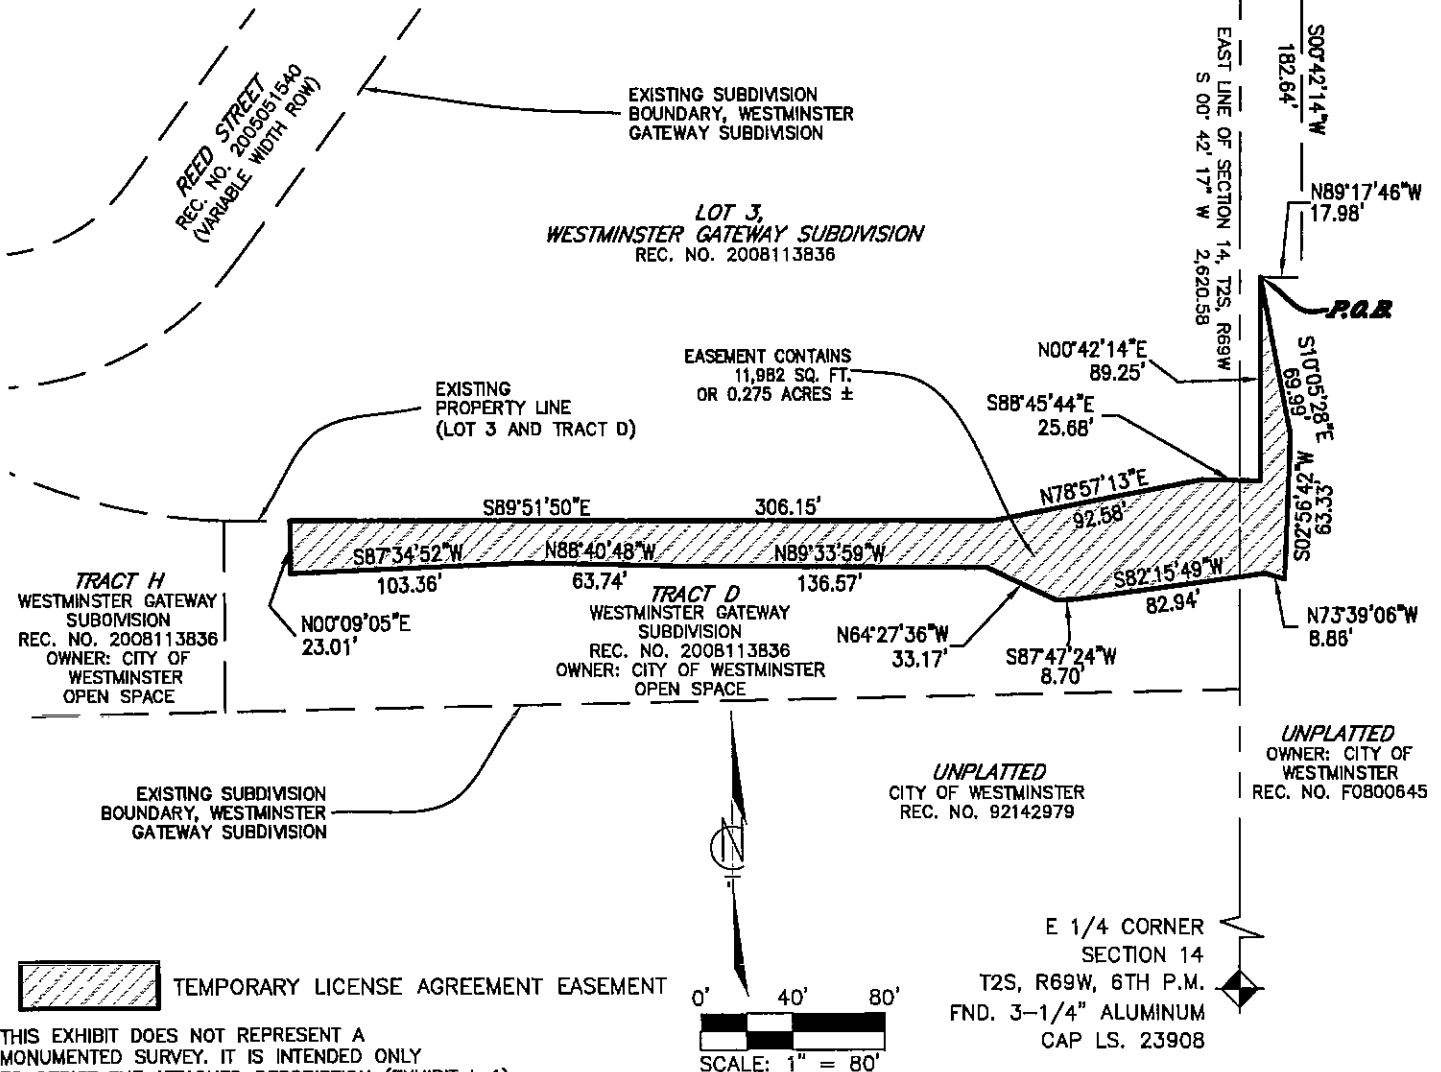 REED STREET
REC. NO. 2005051540
(VARIABLE WIDTH ROW)
EXISTING SUBDIVISION
BOUNDARY, WESTMINSTER
GATEWAY SUBDIVISION
LOT 3,
WESTMINSTER GATEWAY SUBDIVISION
REC. NO. 2008113836
EAST LINE OF SECTION 14, T2S, R69W
S 00° 42' 17" W 2,620.58
S00°42'14"W
182.64'
N89°17'46"W
17.98'
P.O.B.
S10°05'28"E
69.99'
N00°42'14"E
89.25'
S88°45'44"E
25.68'
EASEMENT CONTAINS
11,982 SQ. FT.
OR 0.275 ACRES ±
EXISTING
PROPERTY LINE
(LOT 3 AND TRACT D)
S89°51'50"E 306.15'
N78°57'13"E
92.58'
S02°56'42"W
63.33'
S87°34'52"W
103.36'
N88°40'48"W
63.74'
N89°33'59"W
136.57'
S82°15'49"W
82.94'
N73°39'06"W
8.86'
N64°27'36"W
33.17'
S87°47'24"W
8.70'
N00°09'05"E
23.01'
TRACT H
WESTMINSTER GATEWAY
SUBDIVISION
REC. NO. 2008113836
OWNER: CITY OF
WESTMINSTER
OPEN SPACE
TRACT D
WESTMINSTER GATEWAY
SUBDIVISION
REC. NO. 2008113836
OWNER: CITY OF WESTMINSTER
OPEN SPACE
EXISTING SUBDIVISION
BOUNDARY, WESTMINSTER
GATEWAY SUBDIVISION
UNPLATTED
CITY OF WESTMINSTER
REC. NO. 92142979
UNPLATTED
OWNER: CITY OF
WESTMINSTER
REC. NO. F0800645
N
E 1/4 CORNER
SECTION 14
T2S, R69W, 6TH P.M.
FND. 3-1/4" ALUMINUM
CAP LS. 23908
TEMPORARY LICENSE AGREEMENT EASEMENT
0' 40' 80'
SCALE: 1" = 80'
THIS EXHIBIT DOES NOT REPRESENT A
MONUMENTED SURVEY. IT IS INTENDED ONLY